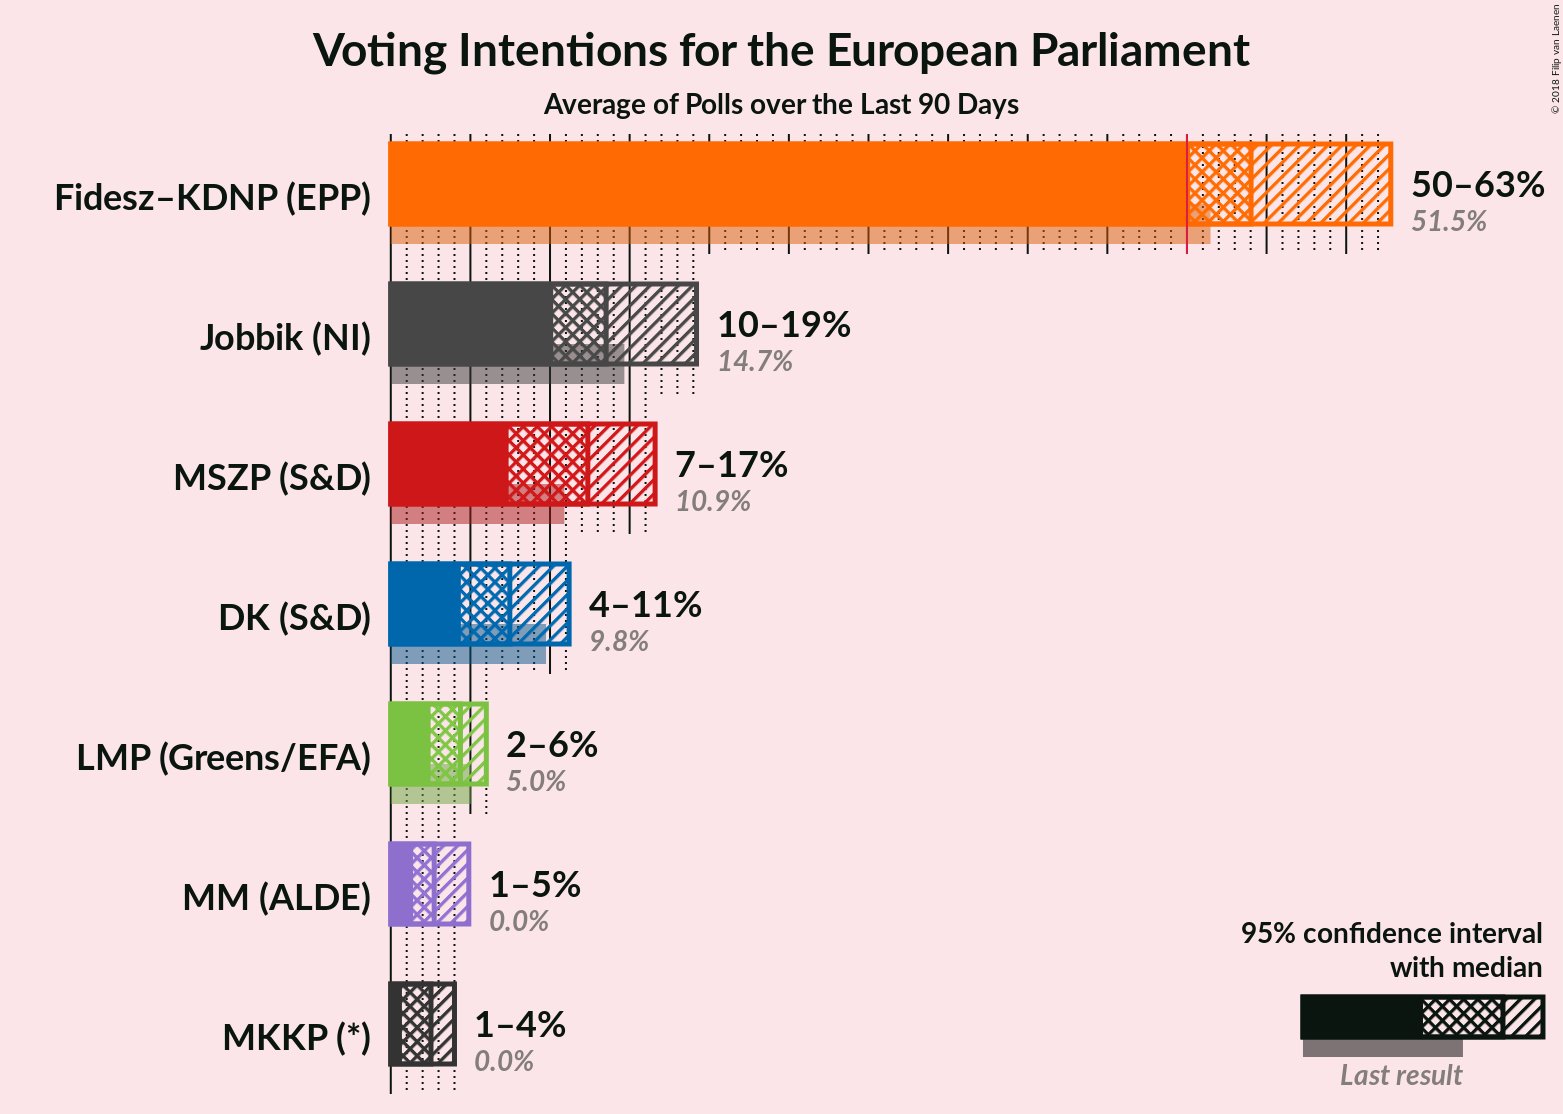 Voting Intentions for the European Parliament
Average of Polls over the Last 90 Days
© 2018 Filip van Laenen
Fidesz–KDNP (EPP)
50–63%
51.5%
Jobbik (NI)
10–19%
14.7%
MSZP (S&D)
7–17%
10.9%
DK (S&D)
4–11%
9.8%
LMP (Greens/EFA)
2–6%
5.0%
MM (ALDE)
1–5%
0.0%
MKKP (*)
1–4%
0.0%
95% confidence interval
with median
Last result